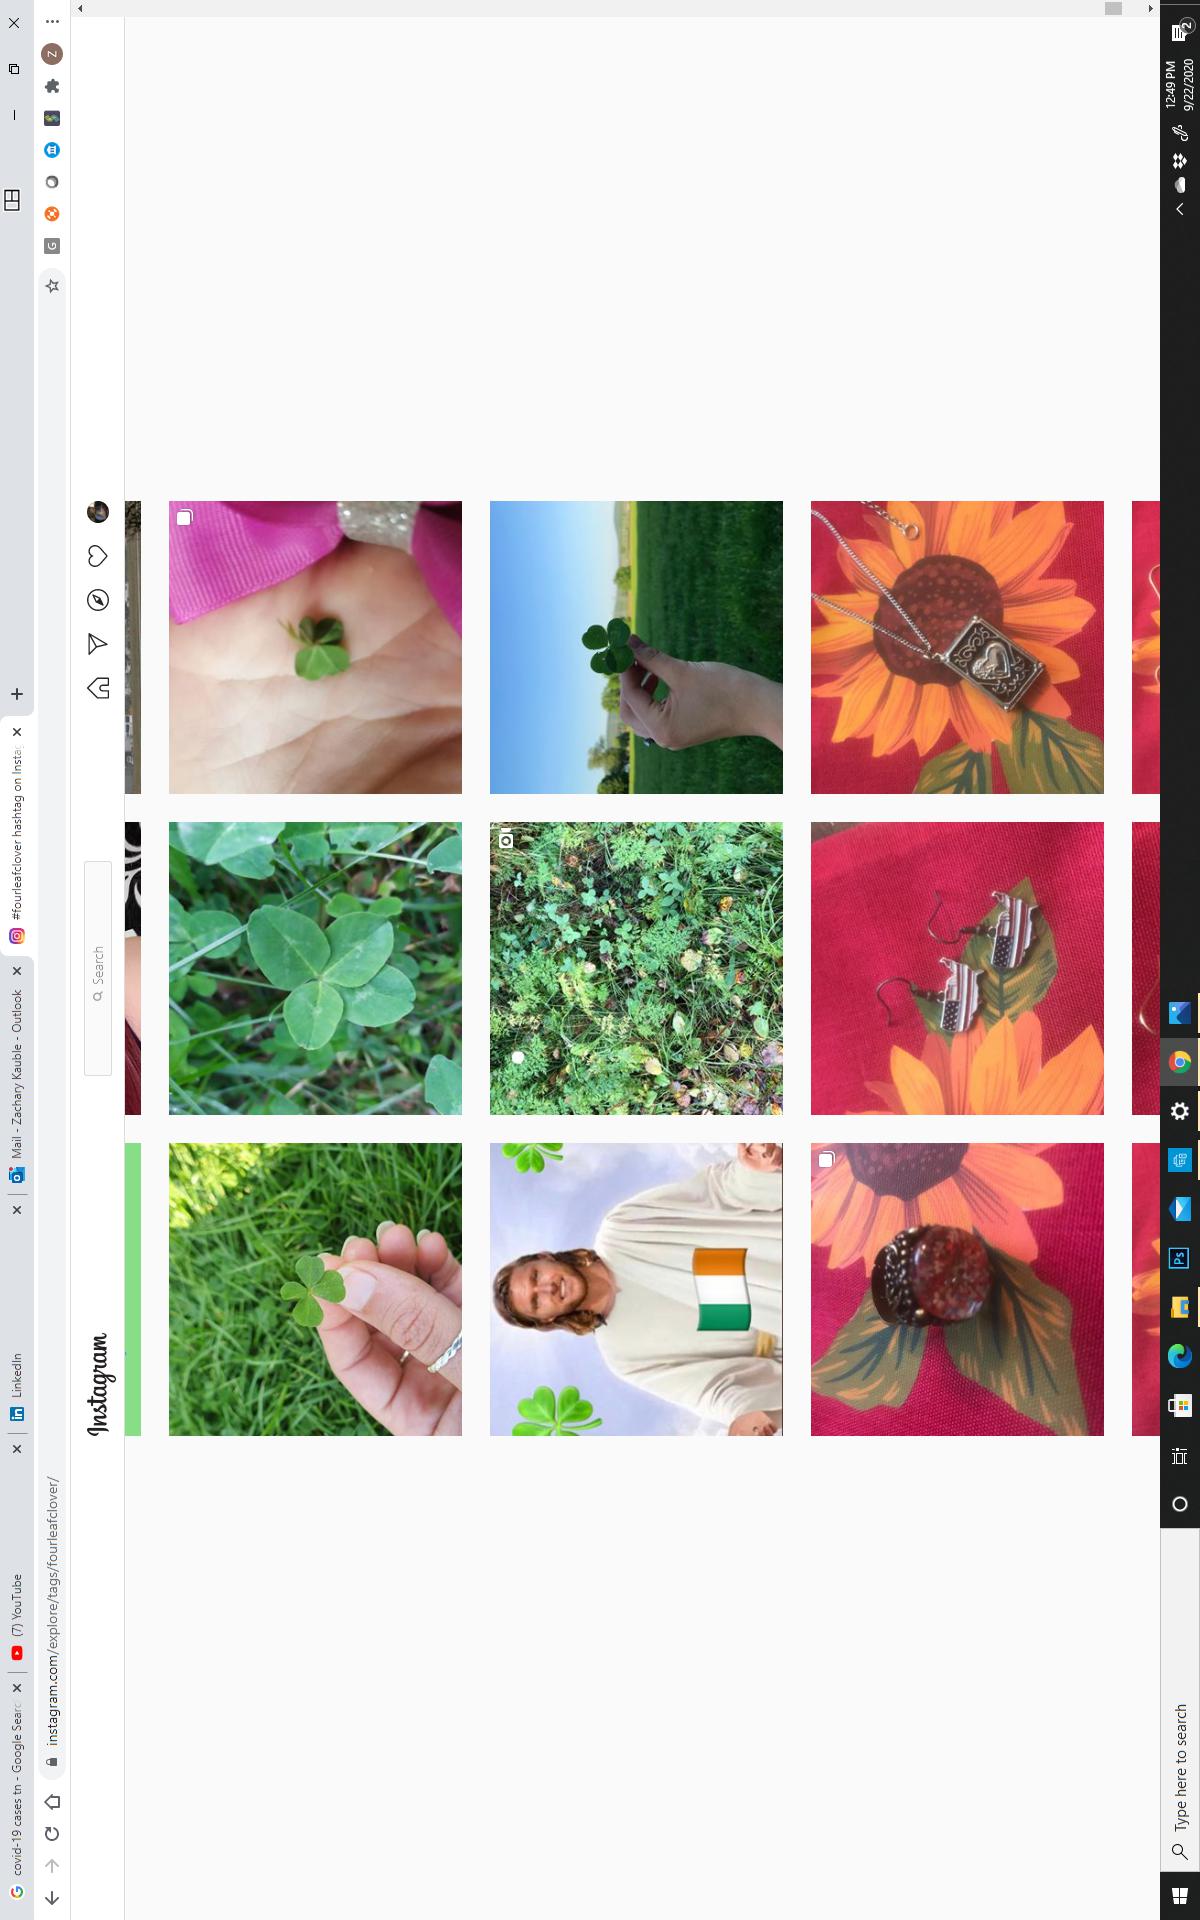 covid-19 cases tn - Google Searc
(7) YouTube
LinkedIn
Mail - Zachary Kauble - Outlook
#fourleafclover hashtag on Insta
instagram.com/explore/tags/fourleafclover/
G
Z
Instagram
Search
Type here to search
Ps
12:49 PM
9/22/2020
2